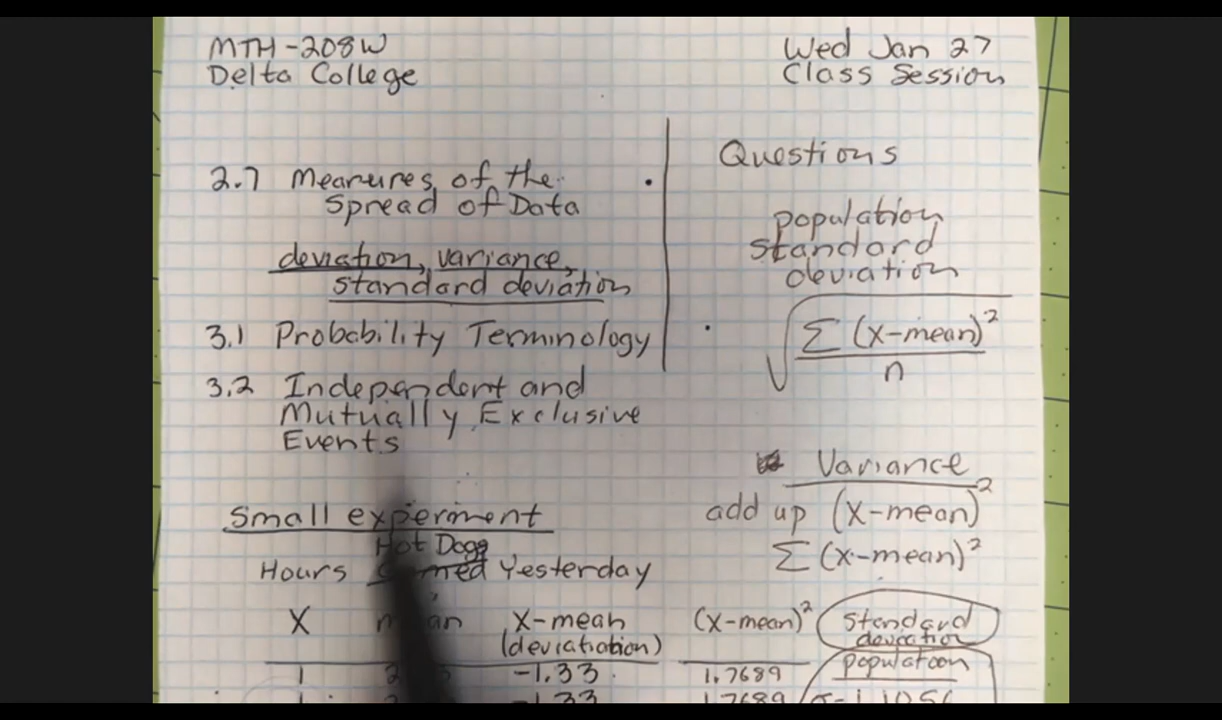 MTH-208W
Delta College
Wed Jan 27
Class Session
2.7 Measures of the
Spread of Data
deviation, variance,
standard deviation
3.1 Probability Terminology
3.2 Independent and
Mutually Exclusive
Events
Questions
population
standard
deviation
√ Σ(x-mean)²
n
Variance
add up (x-mean)²
Σ(x-mean)²
Small experiment
Hot Dogs
Hours Yesterday
X x-mean (x-mean)² standard
(deviatiation) deviation
population
1 -1.33 1.7689